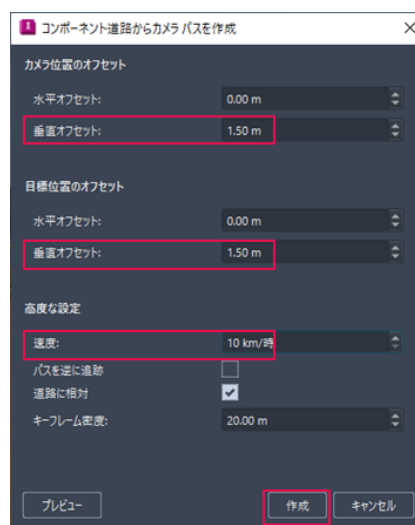 コンポーネント道路からカメラ パスを作成
カメラ位置のオフセット
水平オフセット: 0.00 m
垂直オフセット: 1.50 m
目標位置のオフセット
水平オフセット: 0.00 m
垂直オフセット: 1.50 m
高度な設定
速度: 10 km/時
パスを逆に追跡
道路に相対
キーフレーム密度: 20.00 m
プレビュー 作成 キャンセル